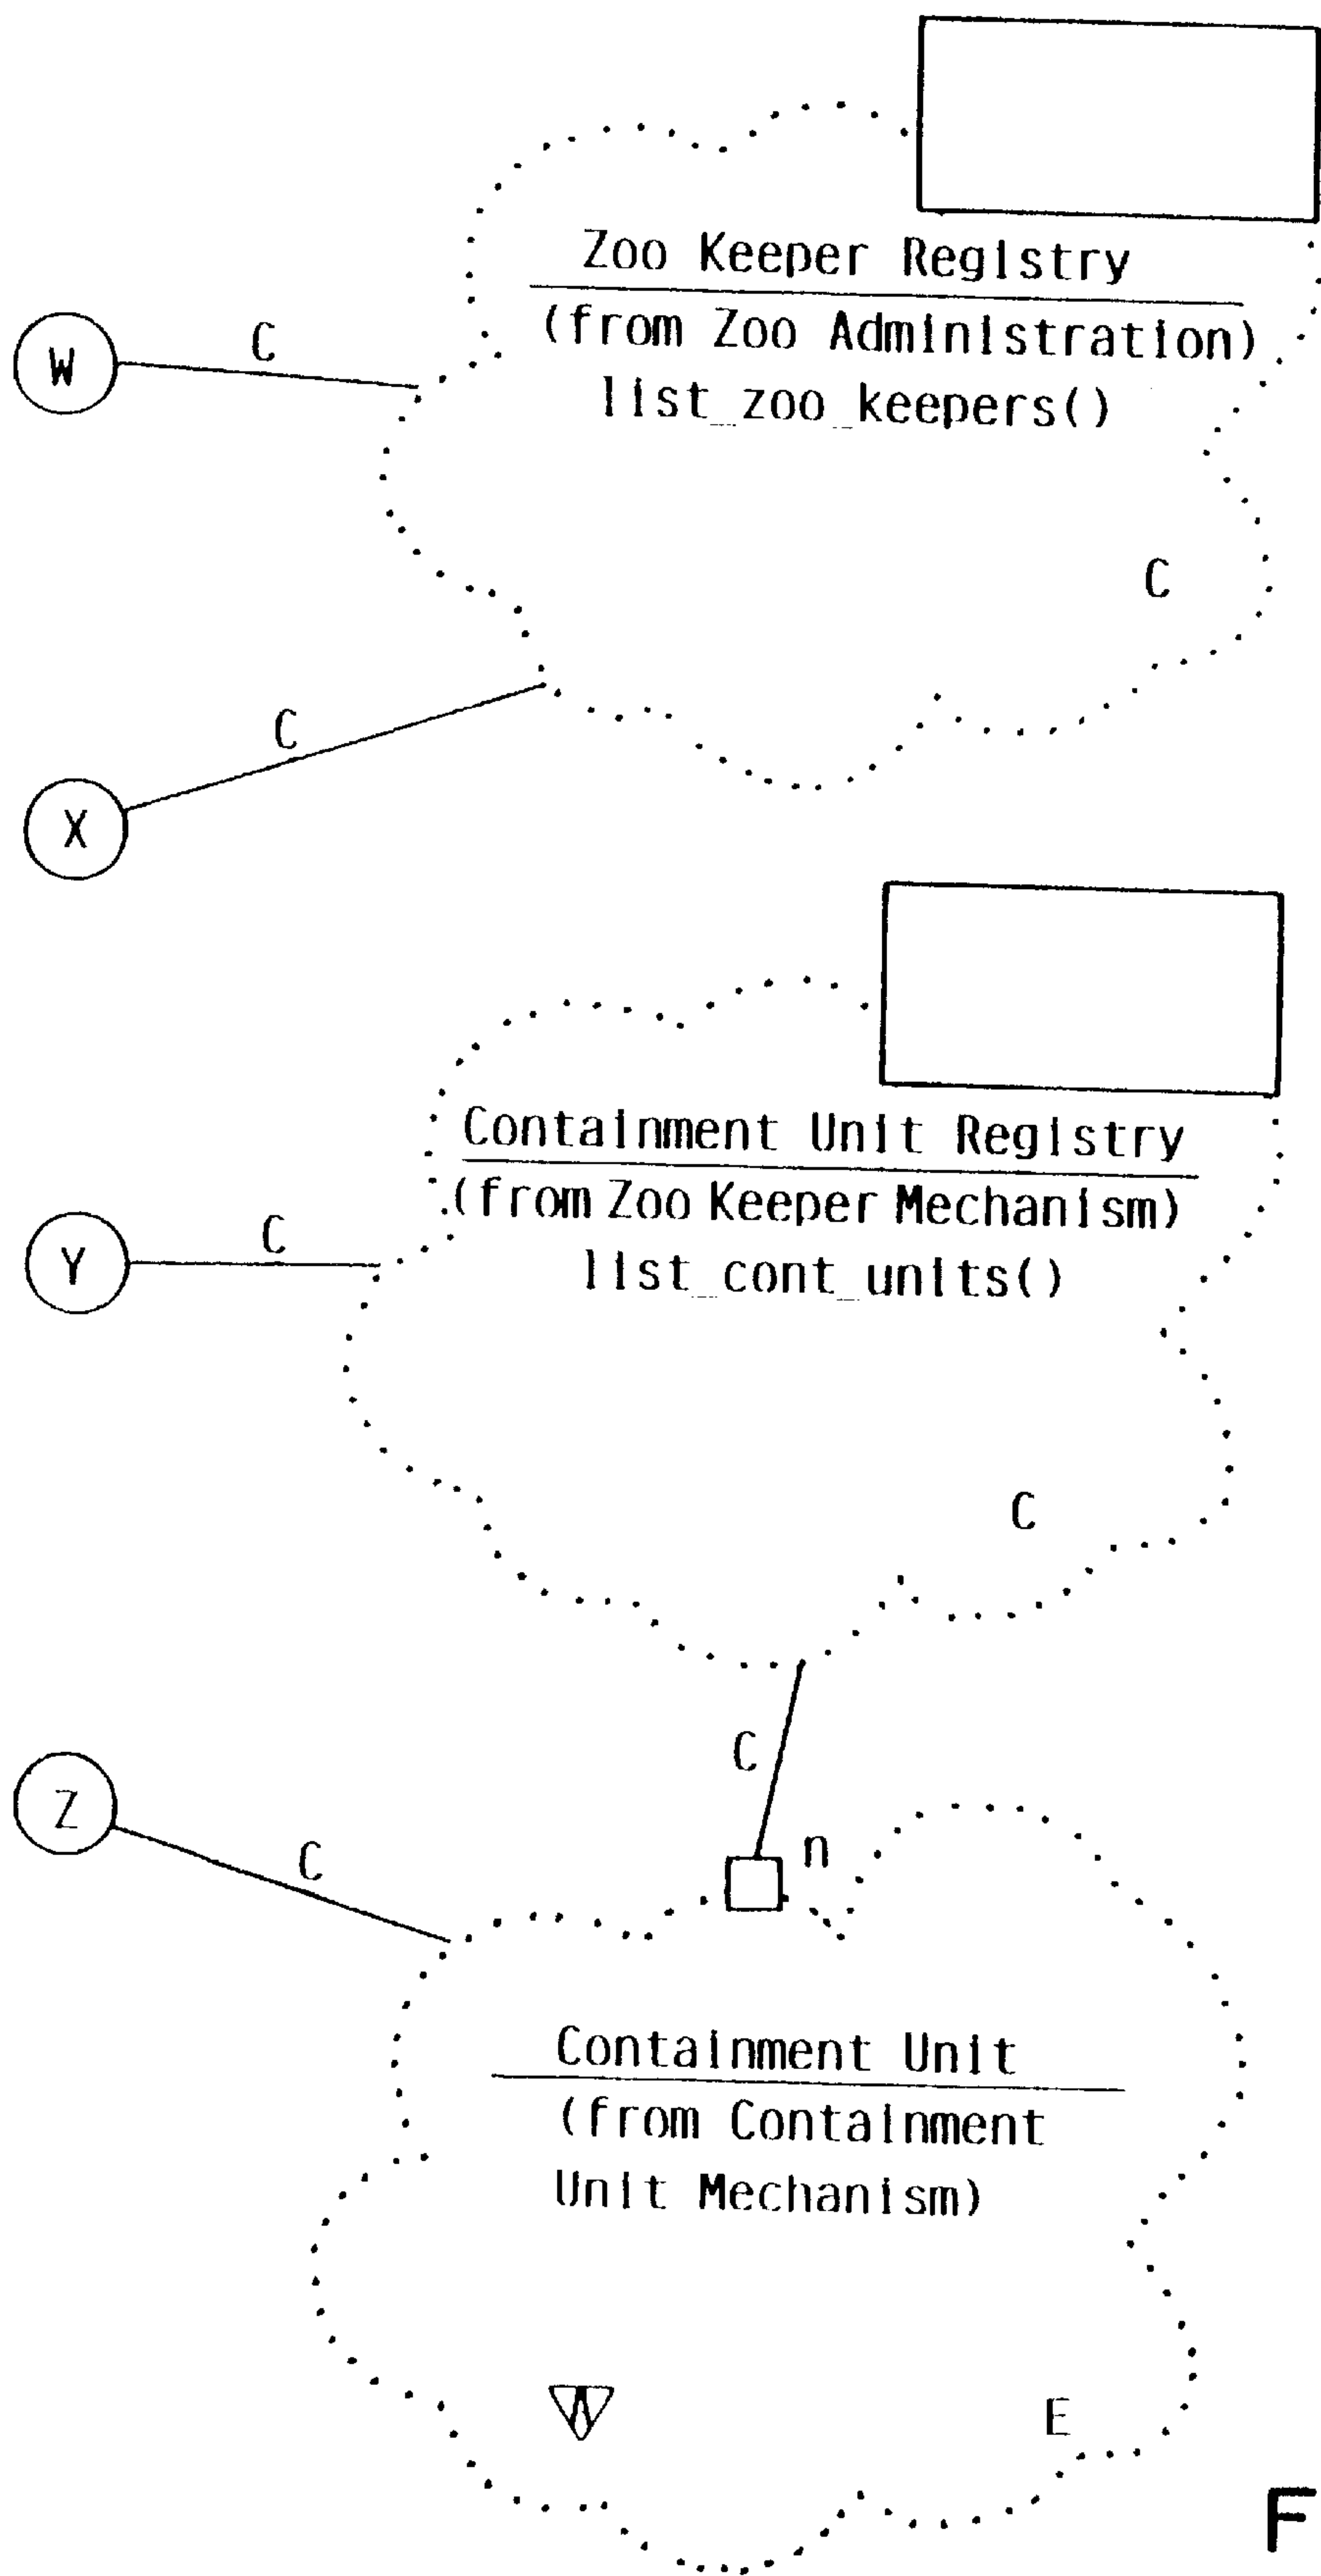 Zoo Keeper Registry
(from Zoo Administration)
list_zoo_keepers()
W
C
C
C
X
Containment Unit Registry
(from Zoo Keeper Mechanism)
list_cont_units()
Y
C
C
C
n
Z
C
Containment Unit
(from Containment
Unit Mechanism)
A
E
F